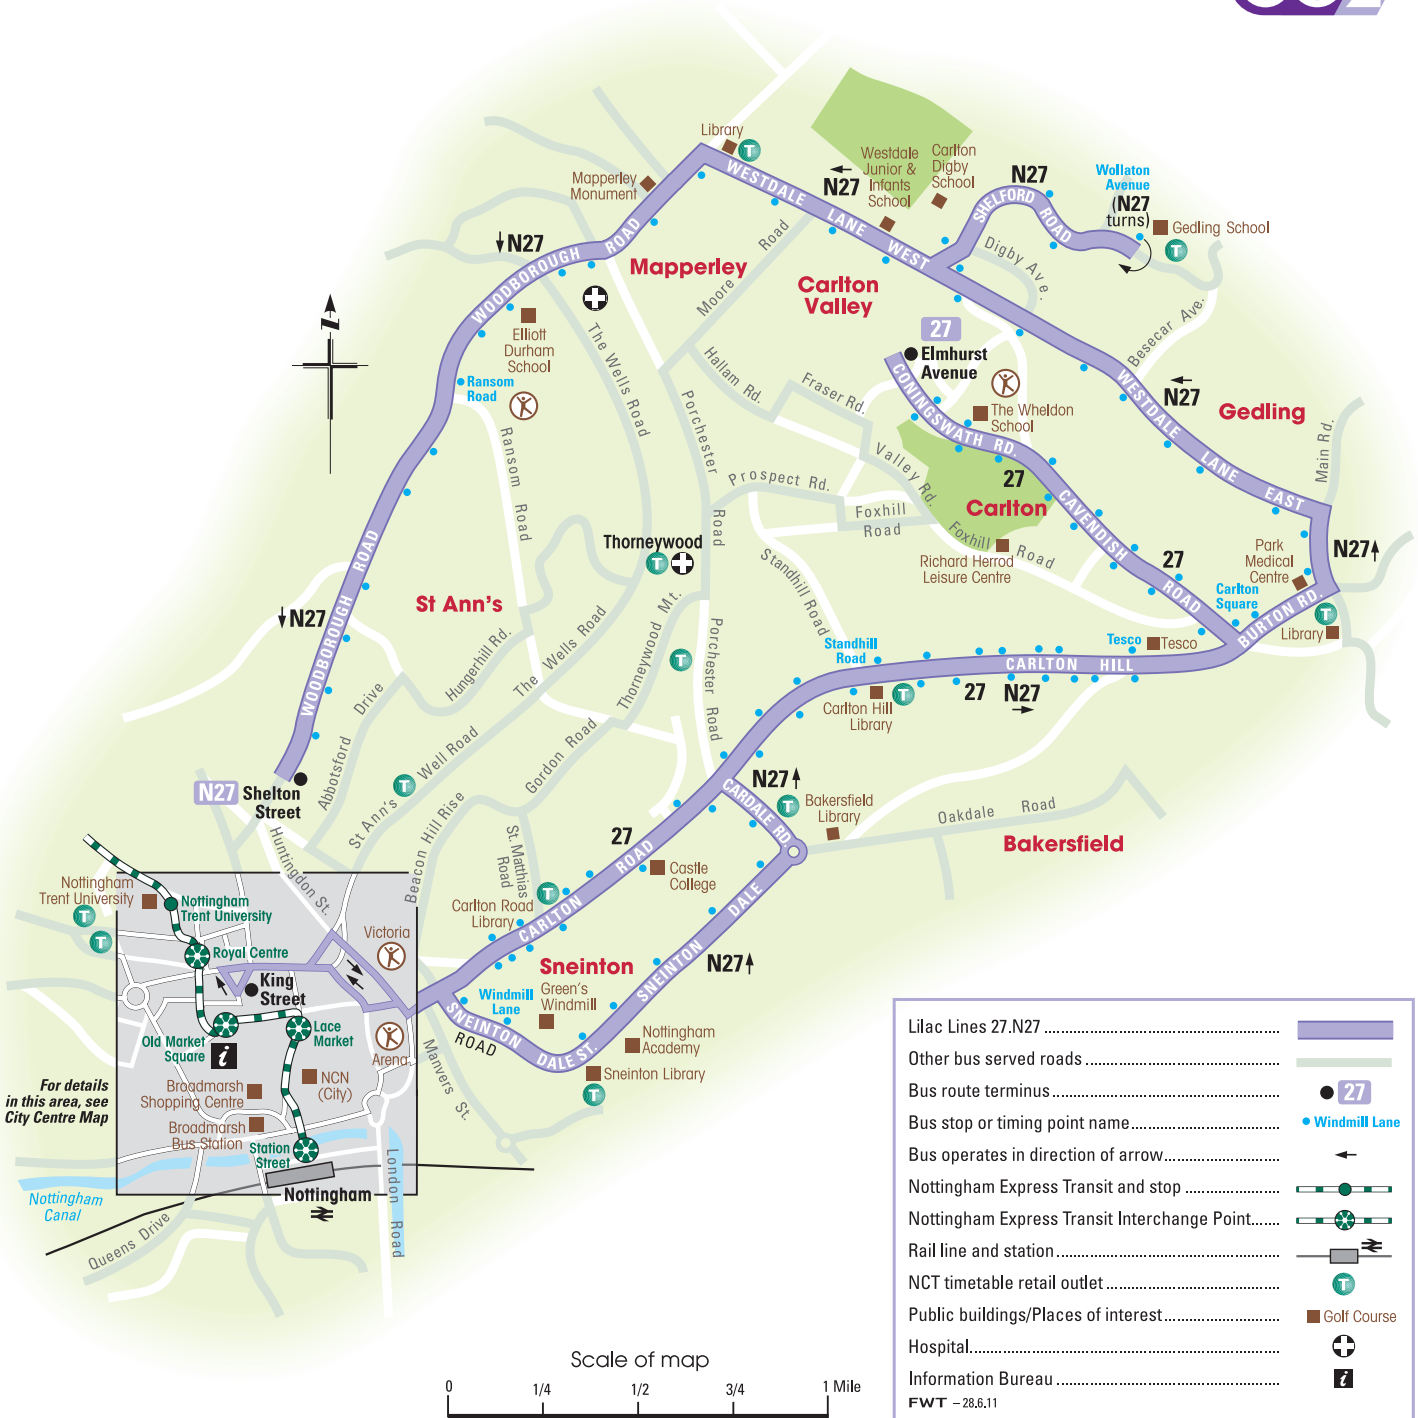 Library
Mapperley
Monument
WESTDALE LANE WEST
N27
Westdale
Junior &
Infants
School
Carlton
Digby
School
N27
SHELFORD ROAD
Wollaton
Avenue
(N27
turns)
Gedling School
N27
WOODBOROUGH ROAD
Mapperley
Moore Road
Carlton
Valley
Digby Ave.
Besecar Ave.
Elliott
Durham
School
Ransom
Road
The Wells Road
Hallam Rd.
Fraser Rd.
27
Elmhurst
Avenue
CONINGSWATH RD.
The Wheldon
School
WESTDALE LANE EAST
N27
Gedling
Main Rd.
Ransom Road
Porchester Road
Prospect Rd.
Valley Rd.
Foxhill
Road
27
Carlton
CAVENDISH ROAD
Foxhill Road
Richard Herrod
Leisure Centre
27
Park
Medical
Centre
N27
Thorneywood
Standhill Road
Carlton
Square
BURTON RD.
Library
N27
WOODBOROUGH ROAD
St Ann's
Hungerhill Rd.
The Wells Road
Thorneywood Mt.
Porchester Road
Standhill
Road
Tesco
Tesco
CARLTON HILL
27
N27
Carlton Hill
Library
Abbotsford Drive
St Ann's Well Road
Gordon Road
N27
Shelton
Street
Huntingdon St.
Beacon Hill Rise
St. Matthias
Road
27
CARLTON ROAD
N27
CARDALE RD.
Bakersfield
Library
Oakdale Road
Bakersfield
Castle
College
Carlton Road
Library
Nottingham
Trent University
Nottingham
Trent University
Royal Centre
Victoria
King
Street
Sneinton
Green's
Windmill
Windmill
Lane
SNEINTON DALE
N27
SNEINTON
ROAD
DALE ST.
Nottingham
Academy
Sneinton Library
Old Market
Square
Lace
Market
Arena
Manvers St.
For details
in this area, see
City Centre Map
Broadmarsh
Shopping Centre
NCN
(City)
Broadmarsh
Bus Station
Station
Street
Nottingham
Nottingham
Canal
Queens Drive
London Road
Lilac Lines 27.N27
Other bus served roads
Bus route terminus
27
Bus stop or timing point name
Windmill Lane
Bus operates in direction of arrow
Nottingham Express Transit and stop
Nottingham Express Transit Interchange Point
Rail line and station
NCT timetable retail outlet
T
Public buildings/Places of interest
Golf Course
Hospital
Information Bureau
i
FWT – 28.6.11
Scale of map
0 1/4 1/2 3/4 1 Mile